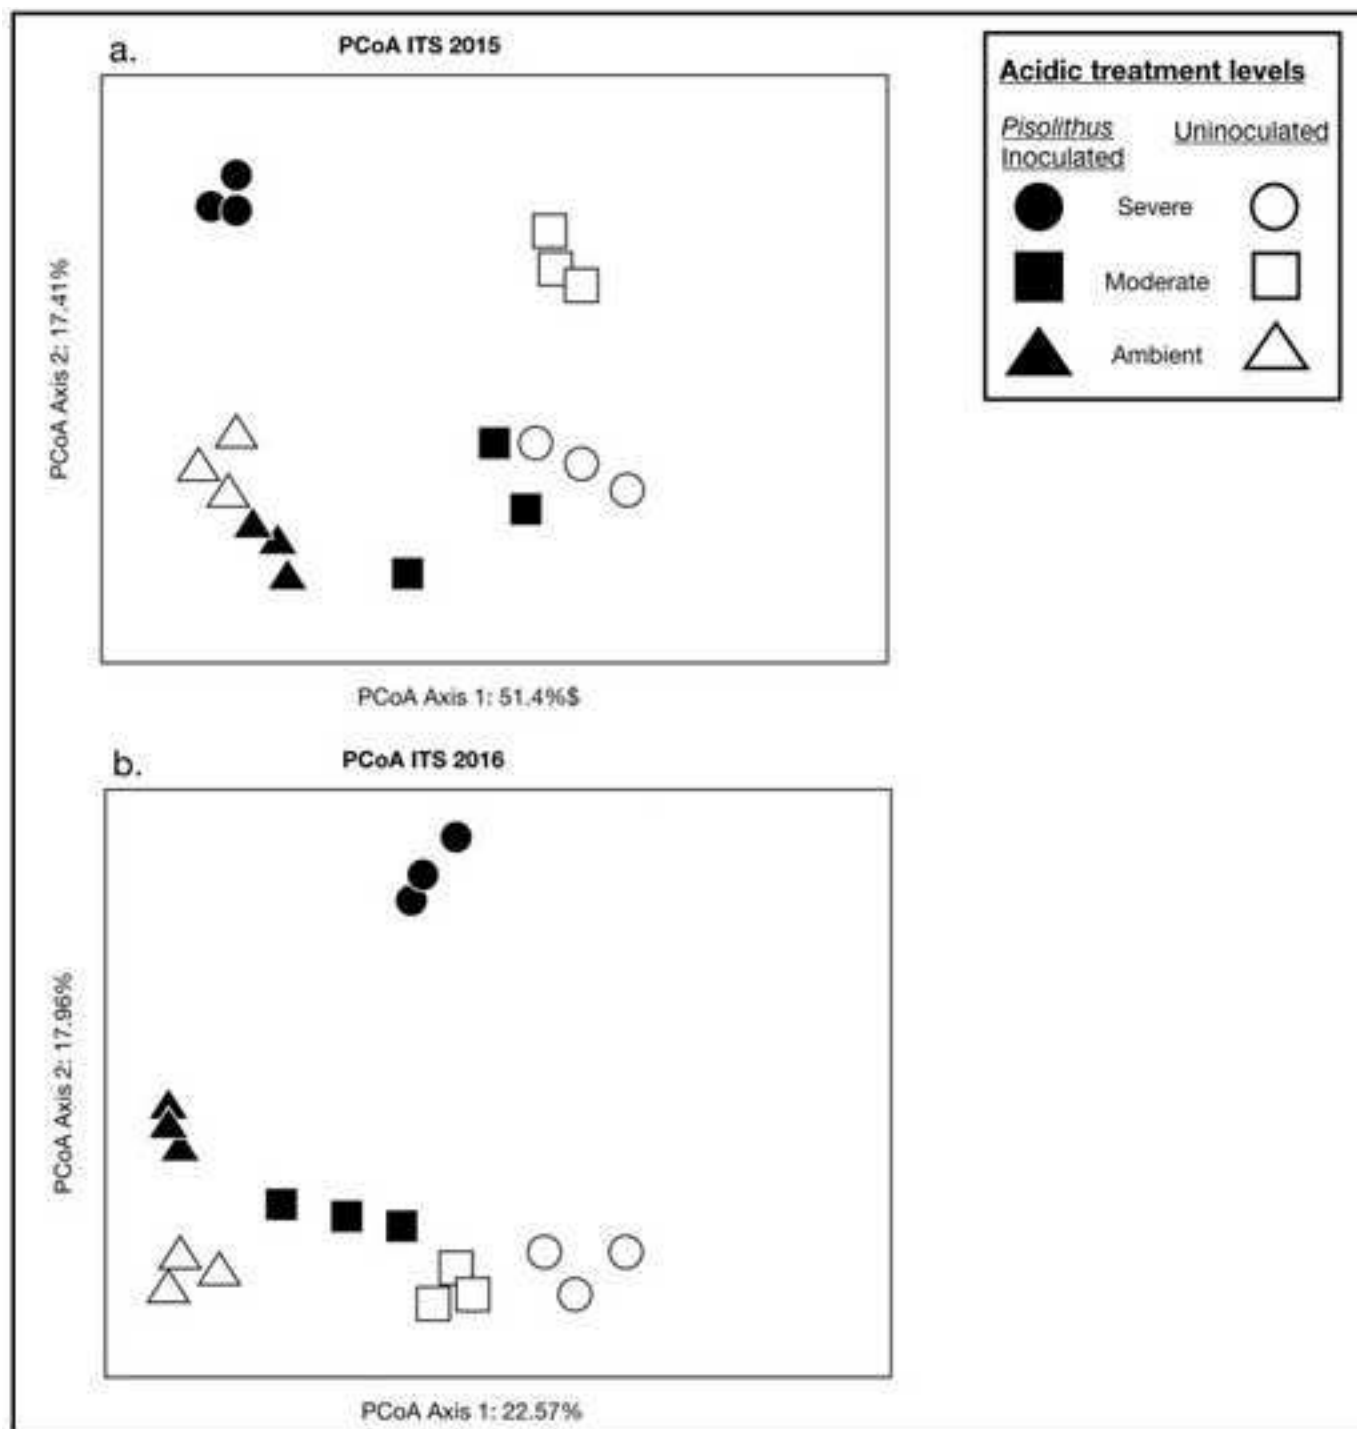 a.
PCoA ITS 2015
PCoA Axis 2: 17.41%
PCoA Axis 1: 51.4%$
Acidic treatment levels
Pisolithus Uninoculated
Inoculated
Severe
Moderate
Ambient
b.
PCoA ITS 2016
PCoA Axis 2: 17.96%
PCoA Axis 1: 22.57%